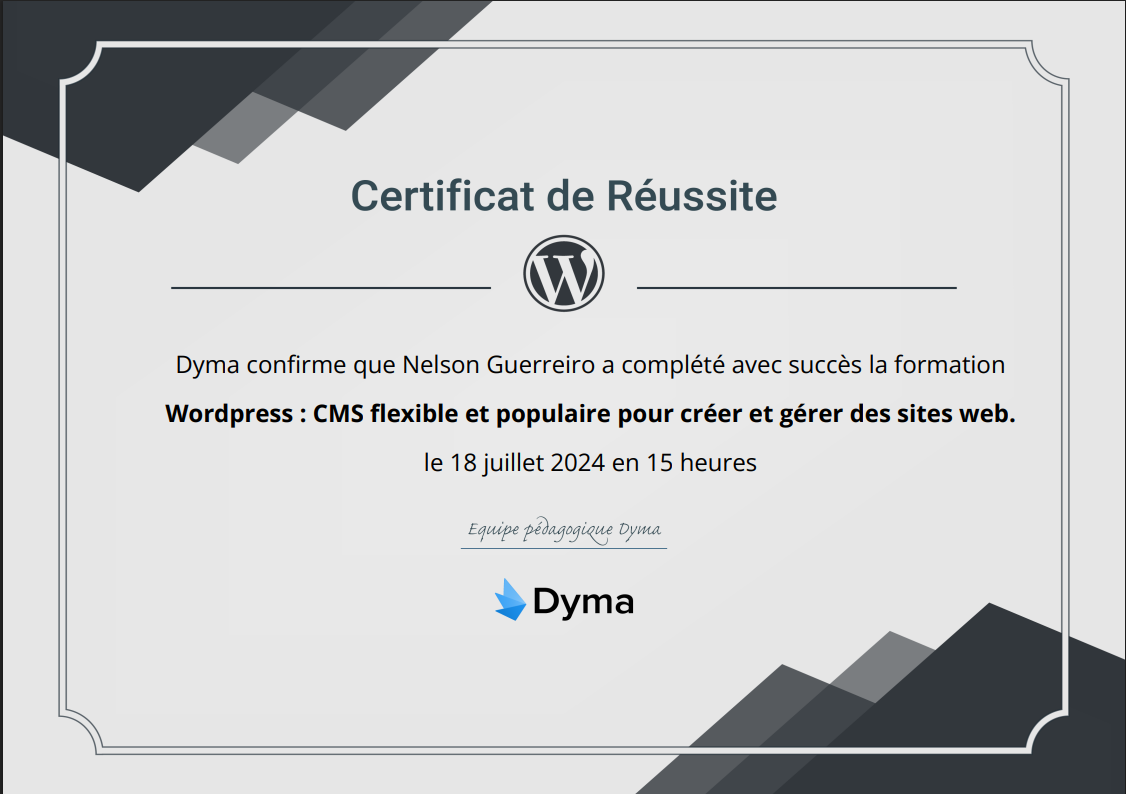 Certificat de Réussite
Dyma confirme que Nelson Guerreiro a complété avec succès la formation
Wordpress : CMS flexible et populaire pour créer et gérer des sites web.
le 18 juillet 2024 en 15 heures
Equipe pédagogique Dyma
Dyma